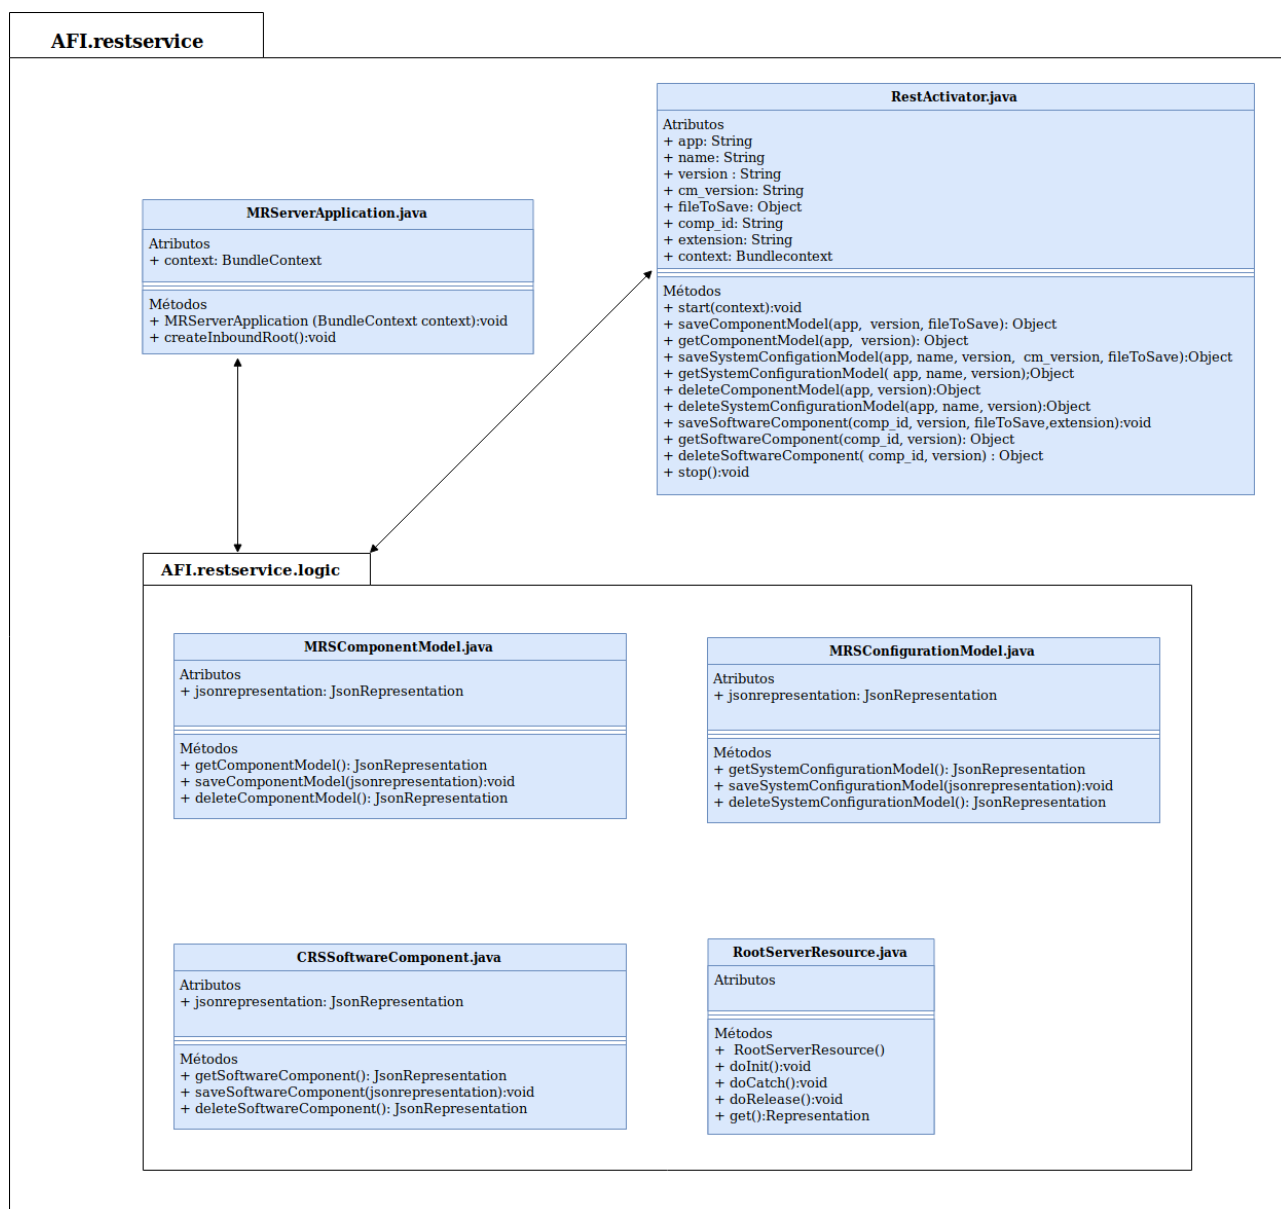 AFI.restservice
RestActivator.java
Atributos
+ app: String
+ name: String
+ version : String
+ cm_version: String
+ fileToSave: Object
+ comp_id: String
+ extension: String
+ context: Bundlecontext
Métodos
+ start(context):void
+ saveComponentModel(app,  version, fileToSave): Object
+ getComponentModel(app,  version): Object
+ saveSystemConfigationModel(app, name, version,  cm_version, fileToSave):Object
+ getSystemConfigurationModel( app, name, version);Object
+ deleteComponentModel(app, version):Object
+ deleteSystemConfigurationModel(app, name, version):Object
+ saveSoftwareComponent(comp_id, version, fileToSave,extension):void
+ getSoftwareComponent(comp_id, version): Object
+ deleteSoftwareComponent( comp_id, version) : Object
+ stop():void
MRServerApplication.java
Atributos
+ context: BundleContext
Métodos
+ MRServerApplication (BundleContext context):void
+ createInboundRoot():void
AFI.restservice.logic
MRSComponentModel.java
Atributos
+ jsonrepresentation: JsonRepresentation
Métodos
+ getComponentModel(): JsonRepresentation
+ saveComponentModel(jsonrepresentation):void
+ deleteComponentModel(): JsonRepresentation
MRSConfigurationModel.java
Atributos
+ jsonrepresentation: JsonRepresentation
Métodos
+ getSystemConfigurationModel(): JsonRepresentation
+ saveSystemConfigurationModel(jsonrepresentation):void
+ deleteSystemConfigurationModel(): JsonRepresentation
CRSSoftwareComponent.java
Atributos
+ jsonrepresentation: JsonRepresentation
Métodos
+ getSoftwareComponent(): JsonRepresentation
+ saveSoftwareComponent(jsonrepresentation):void
+ deleteSoftwareComponent(): JsonRepresentation
RootServerResource.java
Atributos
Métodos
+  RootServerResource()
+ doInit():void
+ doCatch():void
+ doRelease():void
+ get():Representation